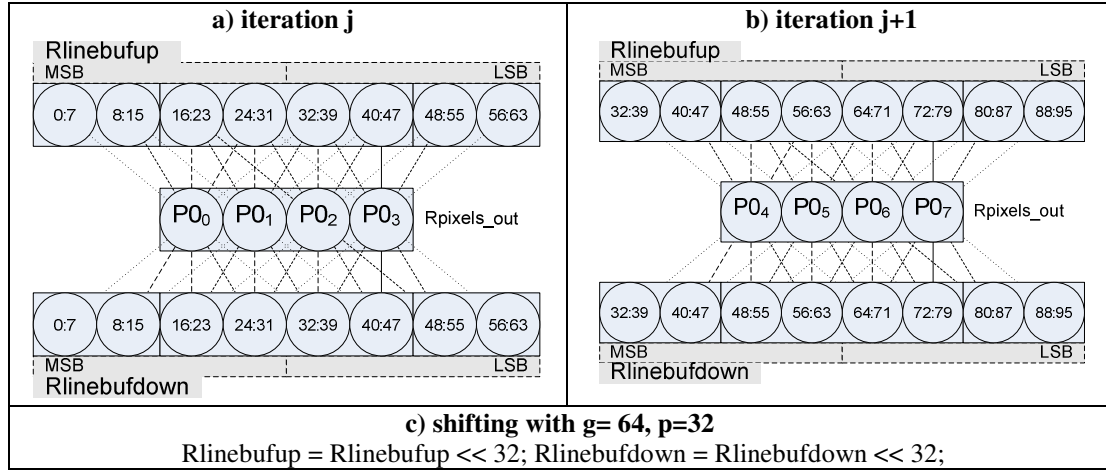 a) iteration j
Rlinebufup
MSB LSB
0:7 8:15 16:23 24:31 32:39 40:47 48:55 56:63
P0₀ P0₁ P0₂ P0₃ Rpixels_out
0:7 8:15 16:23 24:31 32:39 40:47 48:55 56:63
MSB LSB
Rlinebufdown
b) iteration j+1
Rlinebufup
MSB LSB
32:39 40:47 48:55 56:63 64:71 72:79 80:87 88:95
P0₄ P0₅ P0₆ P0₇ Rpixels_out
32:39 40:47 48:55 56:63 64:71 72:79 80:87 88:95
MSB LSB
Rlinebufdown
c) shifting with g= 64, p=32
Rlinebufup = Rlinebufup << 32; Rlinebufdown = Rlinebufdown << 32;